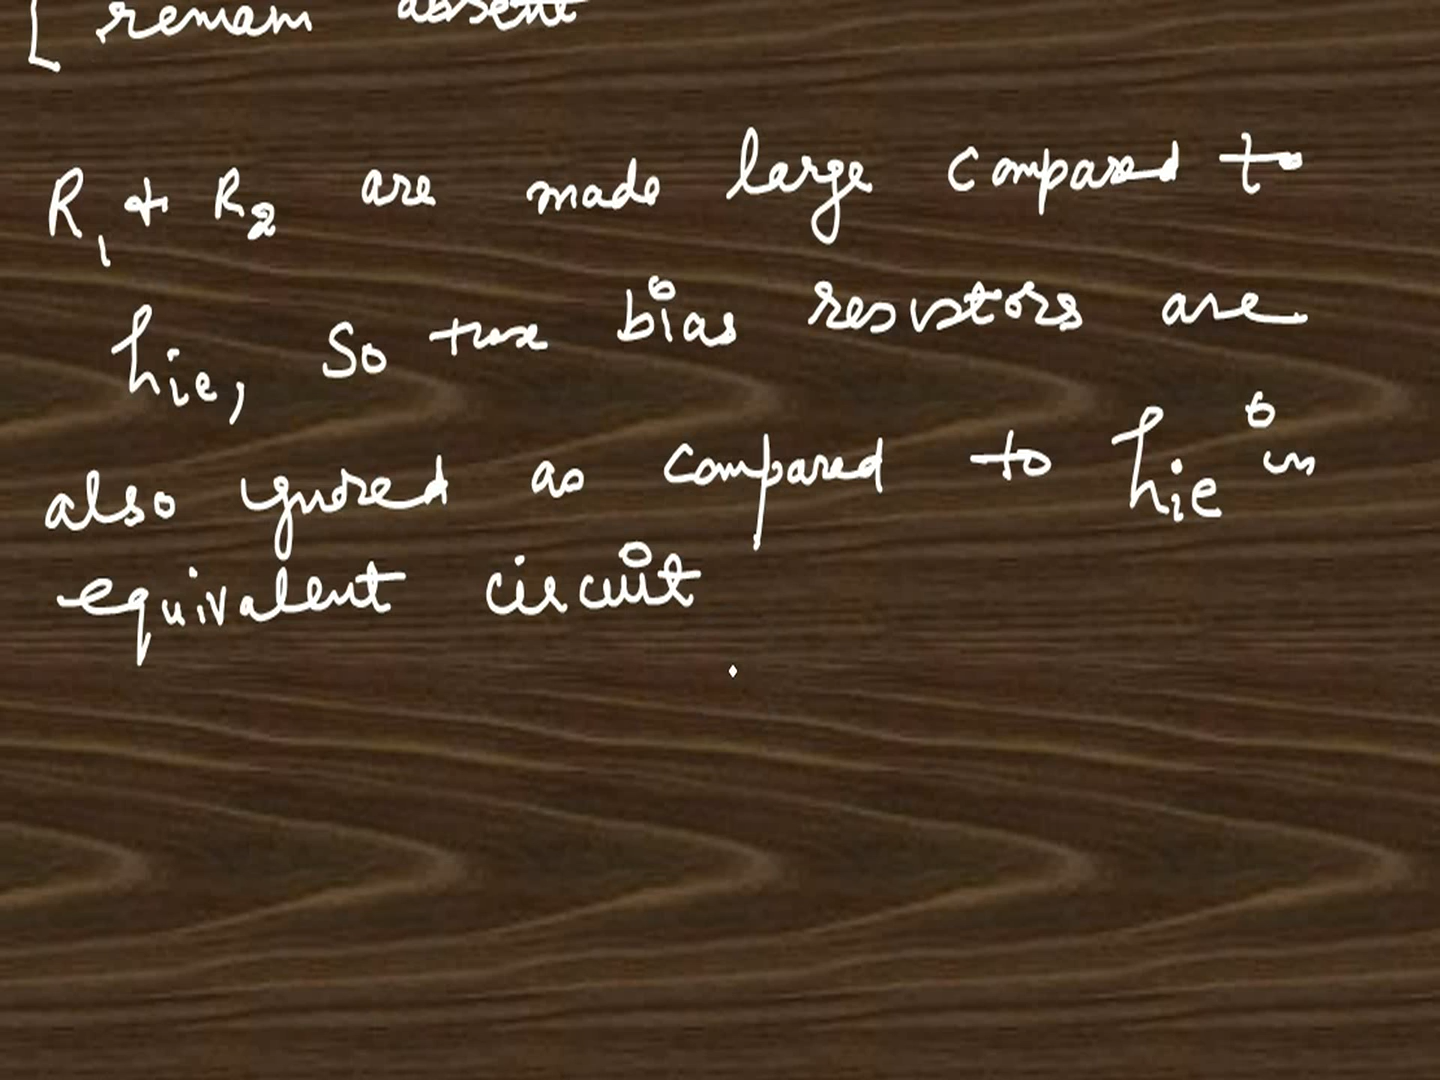 [ remain absent
R₁ & R₂ are made large compared to
hie, So these bias resistors are
also ignored as compared to hie in
equivalent circuit